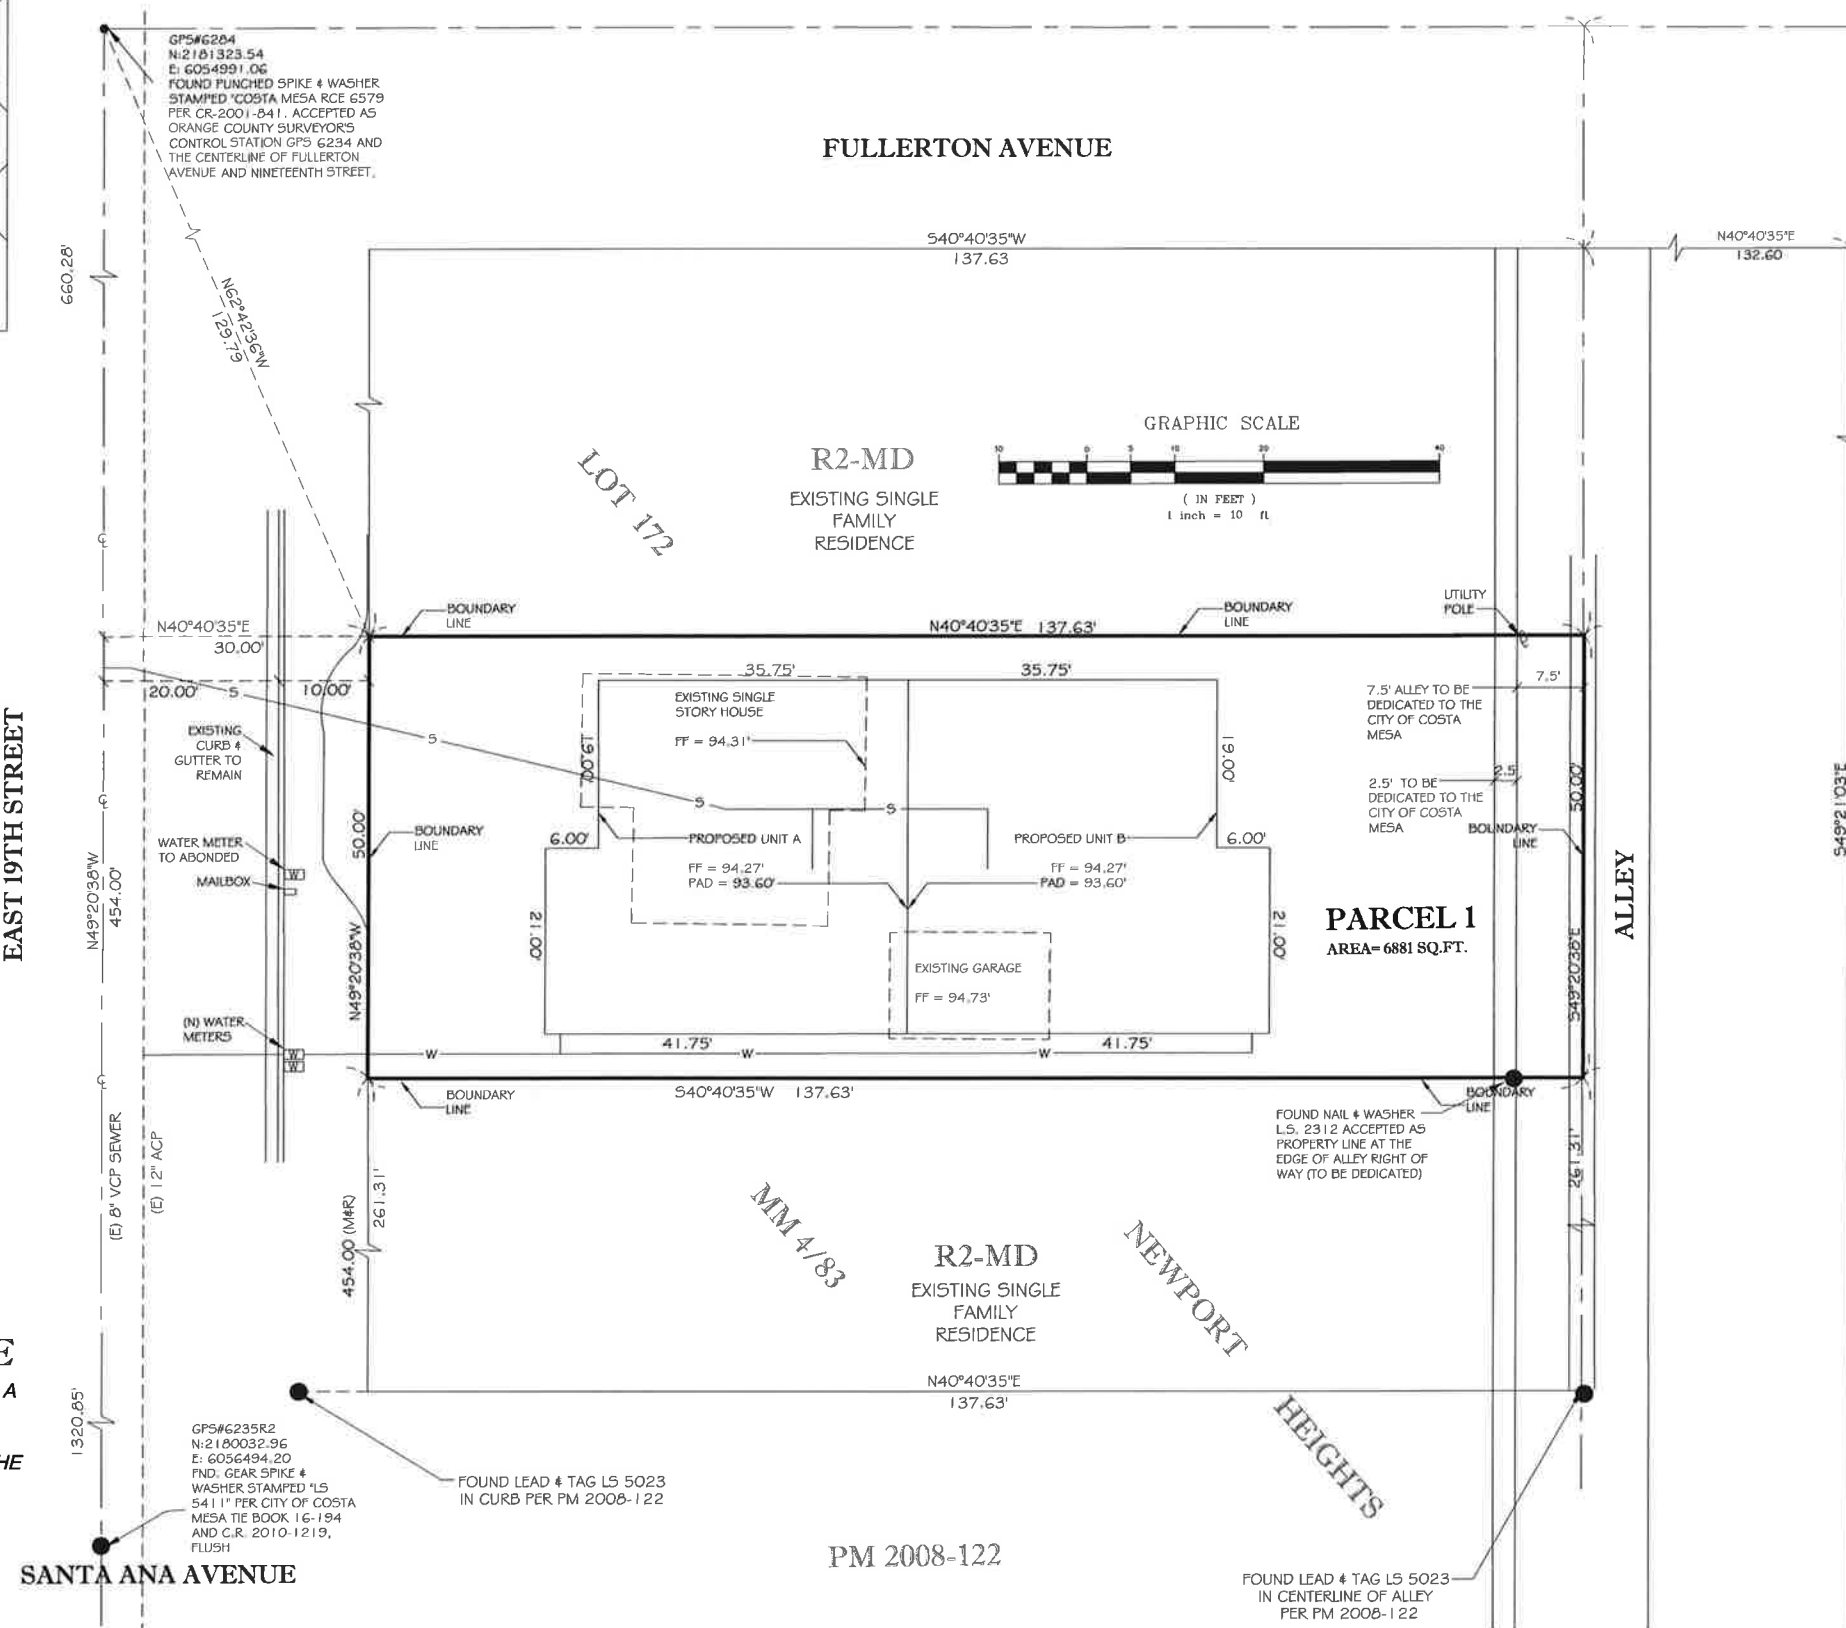 GPS#6284
N:2181323.54
E: 6054991.06
FOUND PUNCHED SPIKE & WASHER
STAMPED "COSTA MESA RCE 6579
PER CR-2001-841. ACCEPTED AS
ORANGE COUNTY SURVEYOR'S
CONTROL STATION GPS 6234 AND
THE CENTERLINE OF FULLERTON
AVENUE AND NINETEENTH STREET.
FULLERTON AVENUE
S40°40'35"W
137.63
N40°40'35"E
132.60
660.28'
N62°42'36"W
129.79
GRAPHIC SCALE
10 0 5 10 20 40
( IN FEET )
1 inch = 10 ft.
LOT 172
R2-MD
EXISTING SINGLE
FAMILY
RESIDENCE
UTILITY
POLE
BOUNDARY
LINE
BOUNDARY
LINE
N40°40'35"E
30.00'
N40°40'35"E 137.63'
20.00'
S
10.00'
35.75'
35.75'
7.5'
EXISTING SINGLE
STORY HOUSE
FF = 94.31'
7.5' ALLEY TO BE
DEDICATED TO THE
CITY OF COSTA
MESA
EAST 19TH STREET
EXISTING
CURB &
GUTTER TO
REMAIN
S
19.00'
19.00'
2.5
2.5' TO BE
DEDICATED TO THE
CITY OF COSTA
MESA
50.00'
S49°21'03"E
S
S
50.00'
BOUNDARY
LINE
6.00'
PROPOSED UNIT A
FF = 94.27'
PAD = 93.60'
PROPOSED UNIT B
FF = 94.27'
PAD = 93.60'
6.00'
BOUNDARY
LINE
WATER METER
TO ABONDED
W
MAILBOX
N49°20'38"W
454.00'
21.00'
21.00'
PARCEL 1
AREA= 6881 SQ.FT.
ALLEY
N49°20'38"W
S49°20'38"E
EXISTING GARAGE
FF = 94.73'
(N) WATER
METERS
W
W
W
41.75'
W
W
41.75'
BOUNDARY
LINE
S40°40'35"W 137.63'
BOUNDARY
LINE
FOUND NAIL & WASHER
L.S. 2312 ACCEPTED AS
PROPERTY LINE AT THE
EDGE OF ALLEY RIGHT OF
WAY (TO BE DEDICATED)
(E) 8" VCP SEWER
(E) 12" ACP
454.00 (M&R)
261.31'
261.31'
MM 4/83
R2-MD
EXISTING SINGLE
FAMILY
RESIDENCE
NEWPORT
HEIGHTS
E
A
HE
1320.85'
N40°40'35"E
137.63'
GPS#6235R2
N:2180032.96
E: 6056494.20
FND. GEAR SPIKE &
WASHER STAMPED "LS
5411" PER CITY OF COSTA
MESA TIE BOOK 16-194
AND C.R. 2010-1219,
FLUSH
FOUND LEAD & TAG LS 5023
IN CURB PER PM 2008-122
SANTA ANA AVENUE
PM 2008-122
FOUND LEAD & TAG LS 5023
IN CENTERLINE OF ALLEY
PER PM 2008-122